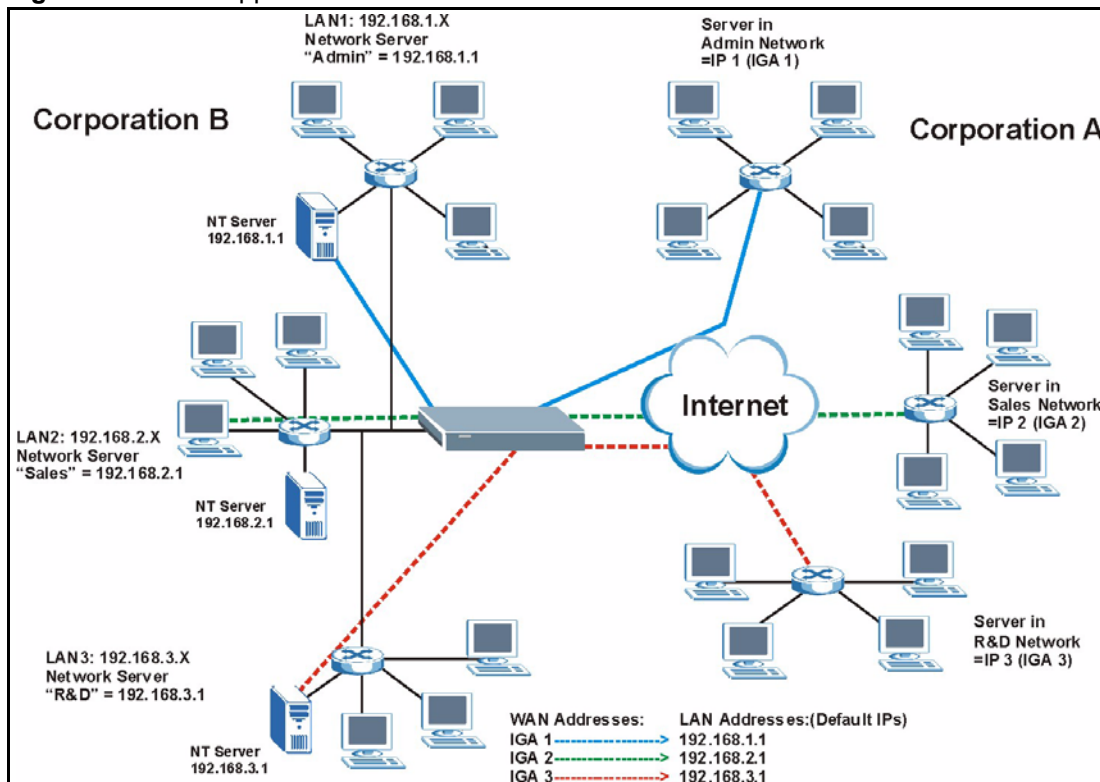 LAN1: 192.168.1.X
Network Server
“Admin” = 192.168.1.1
Server in
Admin Network
=IP 1 (IGA 1)
Corporation B
Corporation A
NT Server
192.168.1.1
Internet
Server in
Sales Network
=IP 2 (IGA 2)
LAN2: 192.168.2.X
Network Server
“Sales” = 192.168.2.1
NT Server
192.168.2.1
Server in
R&D Network
=IP 3 (IGA 3)
LAN3: 192.168.3.X
Network Server
“R&D” = 192.168.3.1
NT Server
192.168.3.1
WAN Addresses: LAN Addresses:(Default IPs)
IGA 1 192.168.1.1
IGA 2 192.168.2.1
IGA 3 192.168.3.1